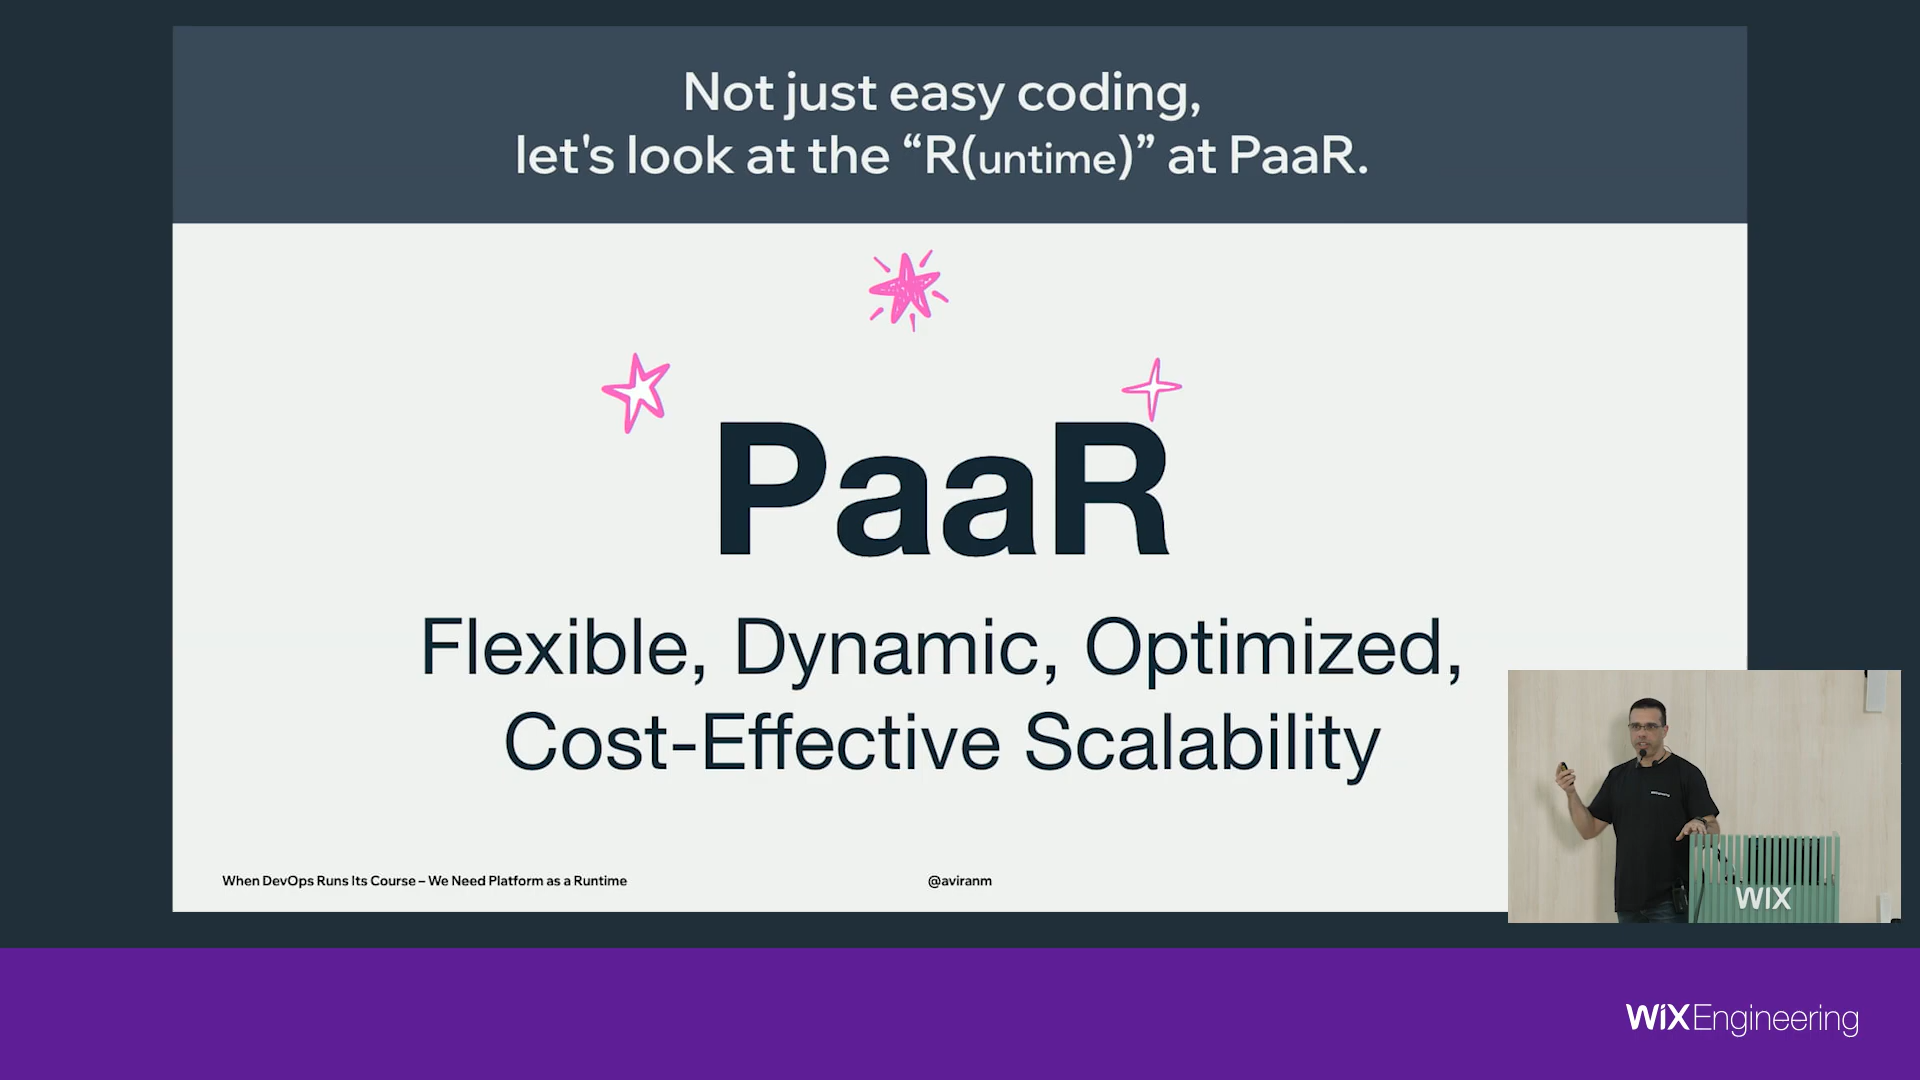 Not just easy coding,
let's look at the “R(untime)” at PaaR.
PaaR
Flexible, Dynamic, Optimized,
Cost-Effective Scalability
When DevOps Runs Its Course – We Need Platform as a Runtime
@aviranm
WIX
WiX Engineering